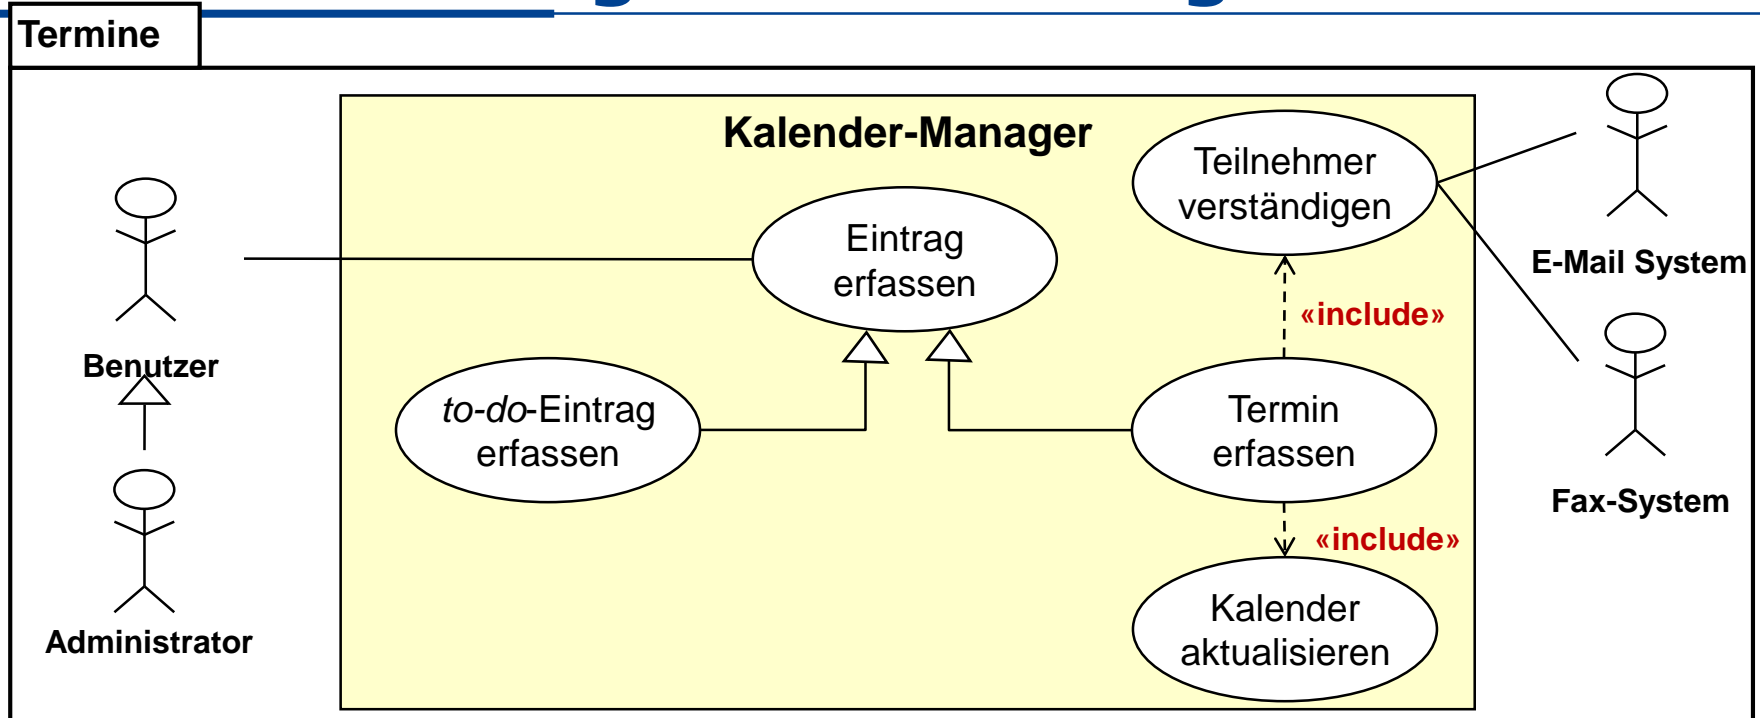 Termine
Kalender-Manager
Teilnehmer
verständigen
Eintrag
erfassen
E-Mail System
«include»
Benutzer
to-do-Eintrag
erfassen
Termin
erfassen
Fax-System
«include»
Kalender
aktualisieren
Administrator